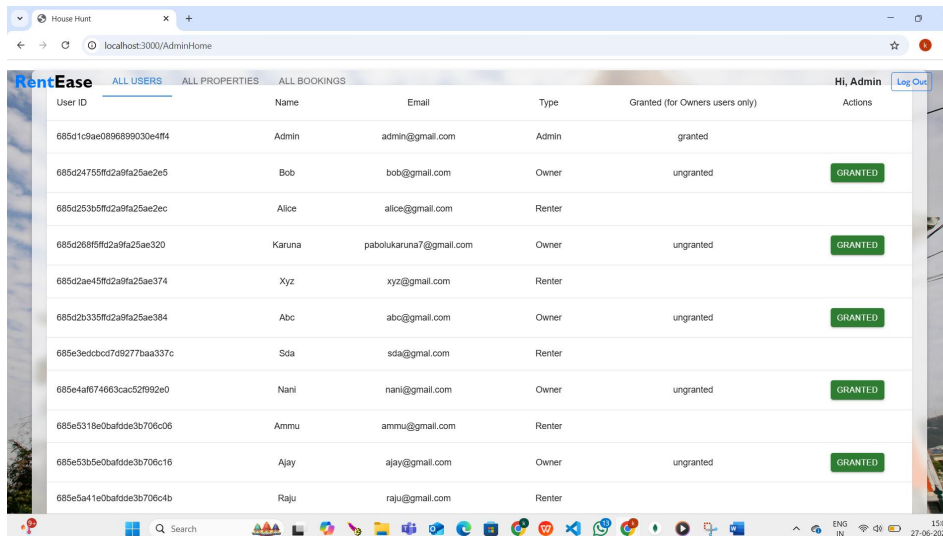 House Hunt
localhost:3000/AdminHome
k
RentEase ALL USERS ALL PROPERTIES ALL BOOKINGS Hi, Admin Log Out
User ID Name Email Type Granted (for Owners users only) Actions
685d1c9ae0896899030e4ff4 Admin admin@gmail.com Admin granted
685d24755ffd2a9fa25ae2e5 Bob bob@gmail.com Owner ungranted GRANTED
685d253b5ffd2a9fa25ae2ec Alice alice@gmail.com Renter
685d268f5ffd2a9fa25ae320 Karuna pabolukaruna7@gmail.com Owner ungranted GRANTED
685d2ae45ffd2a9fa25ae374 Xyz xyz@gmail.com Renter
685d2b335ffd2a9fa25ae384 Abc abc@gmail.com Owner ungranted GRANTED
685e3edcbcd7d9277baa337c Sda sda@gmal.com Renter
685e4af674663cac52f992e0 Nani nani@gmail.com Owner ungranted GRANTED
685e5318e0bafdde3b706c06 Ammu ammu@gmail.com Renter
685e53b5e0bafdde3b706c16 Ajay ajay@gmail.com Owner ungranted GRANTED
685e5a41e0bafdde3b706c4b Raju raju@gmail.com Renter
9+ Search 13 ENG 15:0
IN 27-06-202